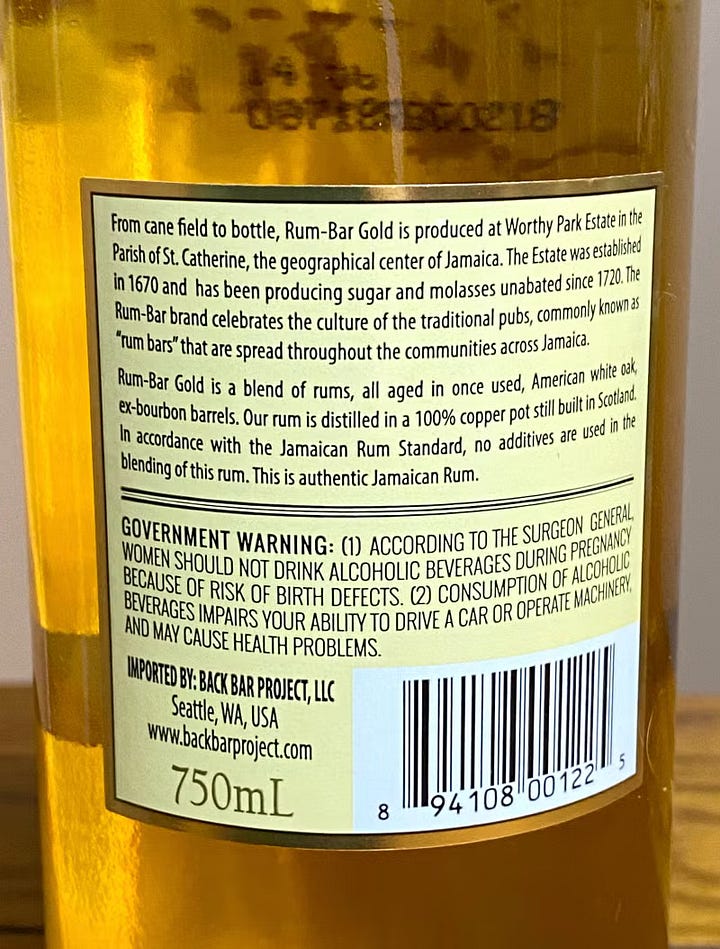 From cane field to bottle, Rum-Bar Gold is produced at Worthy Park Estate in the
Parish of St. Catherine, the geographical center of Jamaica. The Estate was established
in 1670 and has been producing sugar and molasses unabated since 1720. The
Rum-Bar brand celebrates the culture of the traditional pubs, commonly known as
"rum bars" that are spread throughout the communities across Jamaica.
Rum-Bar Gold is a blend of rums, all aged in once used, American white oak,
ex-bourbon barrels. Our rum is distilled in a 100% copper pot still built in Scotland.
In accordance with the Jamaican Rum Standard, no additives are used in the
blending of this rum. This is authentic Jamaican Rum.
GOVERNMENT WARNING: (1) ACCORDING TO THE SURGEON GENERAL,
WOMEN SHOULD NOT DRINK ALCOHOLIC BEVERAGES DURING PREGNANCY
BECAUSE OF RISK OF BIRTH DEFECTS. (2) CONSUMPTION OF ALCOHOLIC
BEVERAGES IMPAIRS YOUR ABILITY TO DRIVE A CAR OR OPERATE MACHINERY,
AND MAY CAUSE HEALTH PROBLEMS.
IMPORTED BY: BACK BAR PROJECT, LLC
Seattle, WA, USA
www.backbarproject.com
750mL
8 94108 00122 5